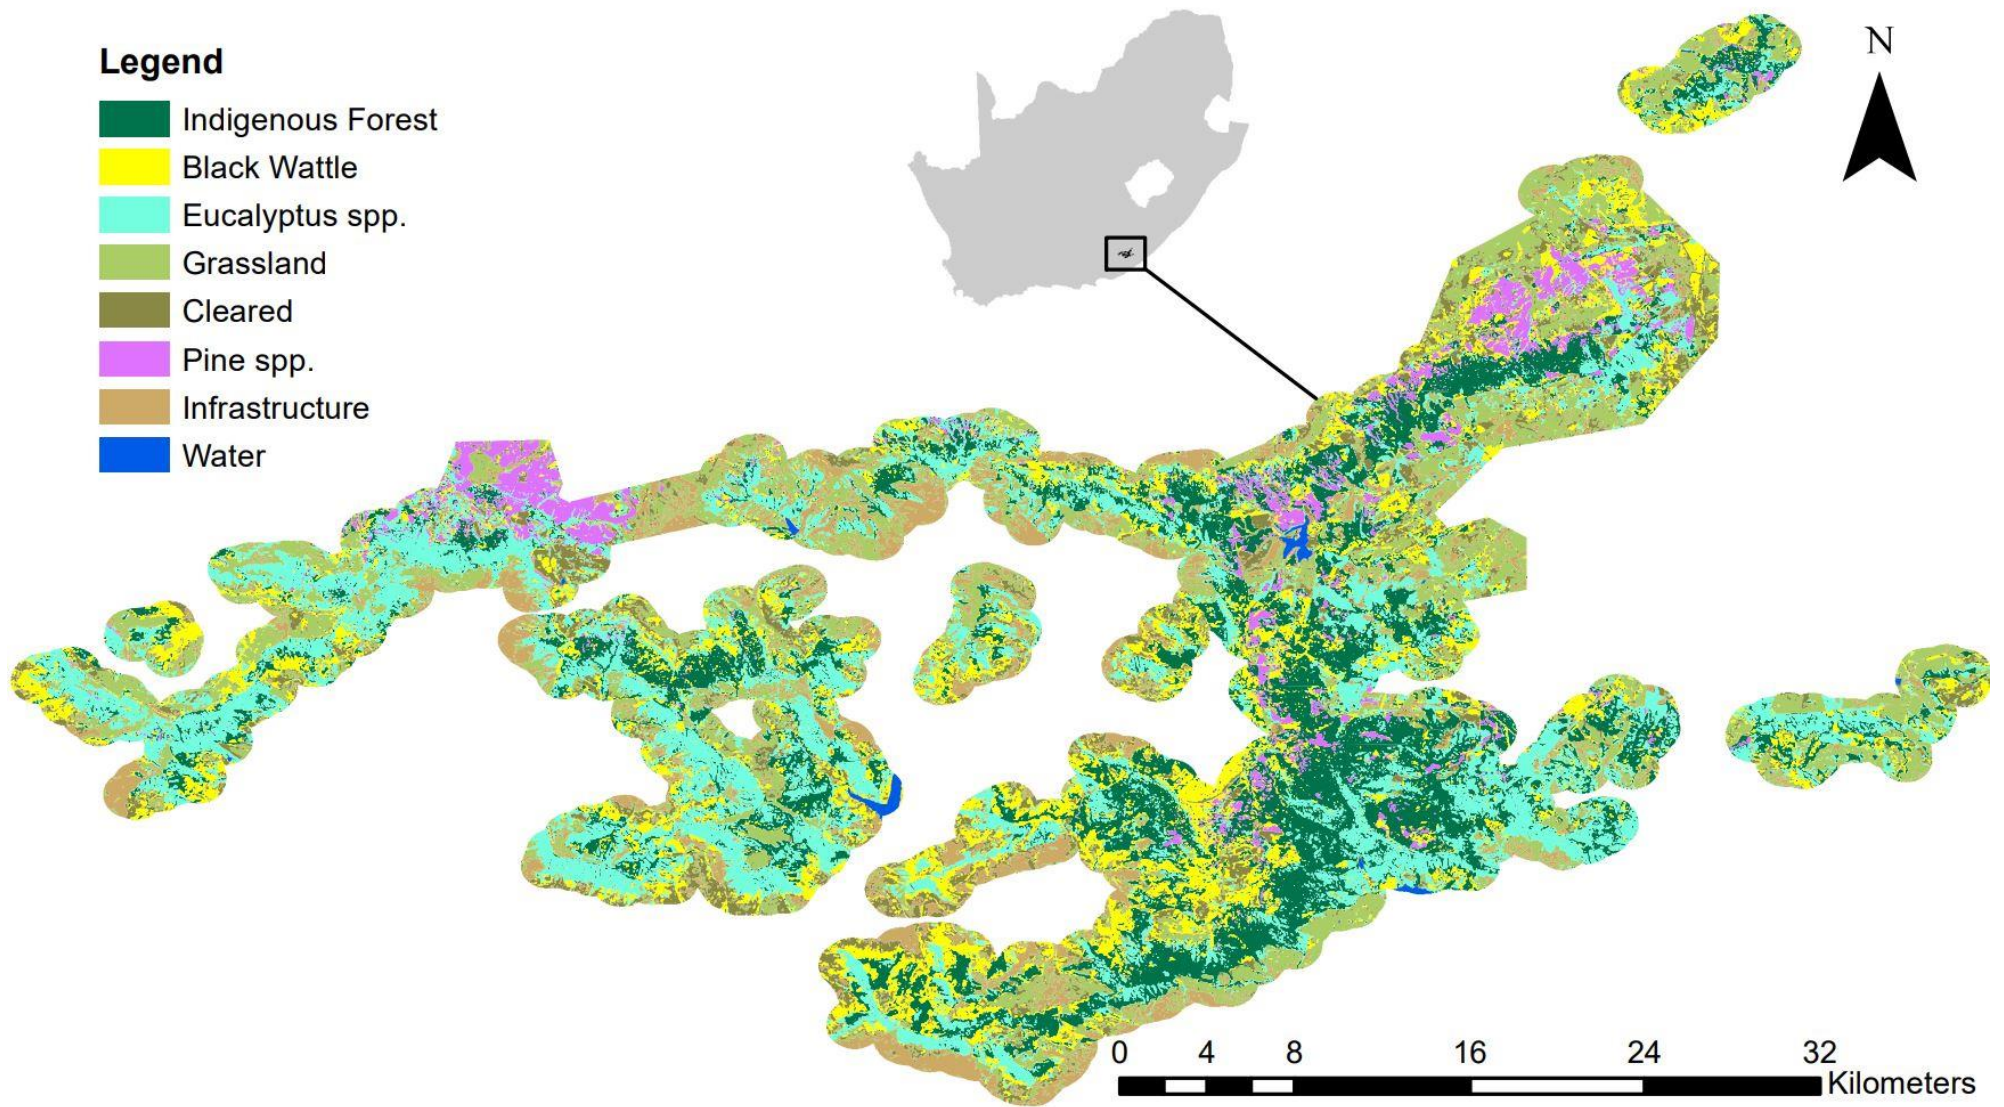 Legend
Indigenous Forest
Black Wattle
Eucalyptus spp.
Grassland
Cleared
Pine spp.
Infrastructure
Water
N
0 4 8 16 24 32
Kilometers